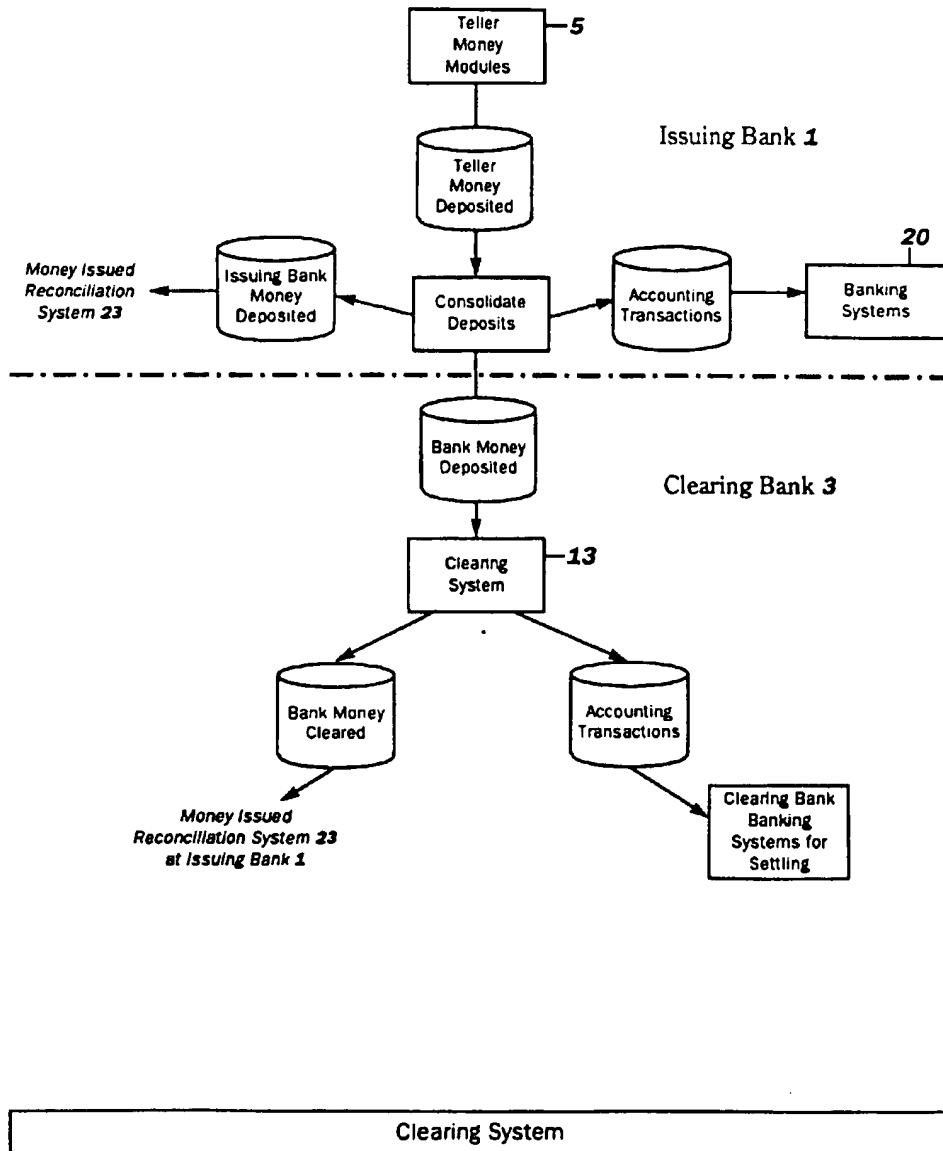 Teller
Money
Modules
5
Issuing Bank 1
Teller
Money
Deposited
20
Money Issued
Reconciliation
System 23
Issuing Bank
Money
Deposited
Consolidate
Deposits
Accounting
Transactions
Banking
Systems
Bank Money
Deposited
Clearing Bank 3
Clearing
System
13
Bank Money
Cleared
Accounting
Transactions
Money Issued
Reconciliation System 23
at Issuing Bank 1
Clearing Bank
Banking
Systems for
Settling
Clearing System